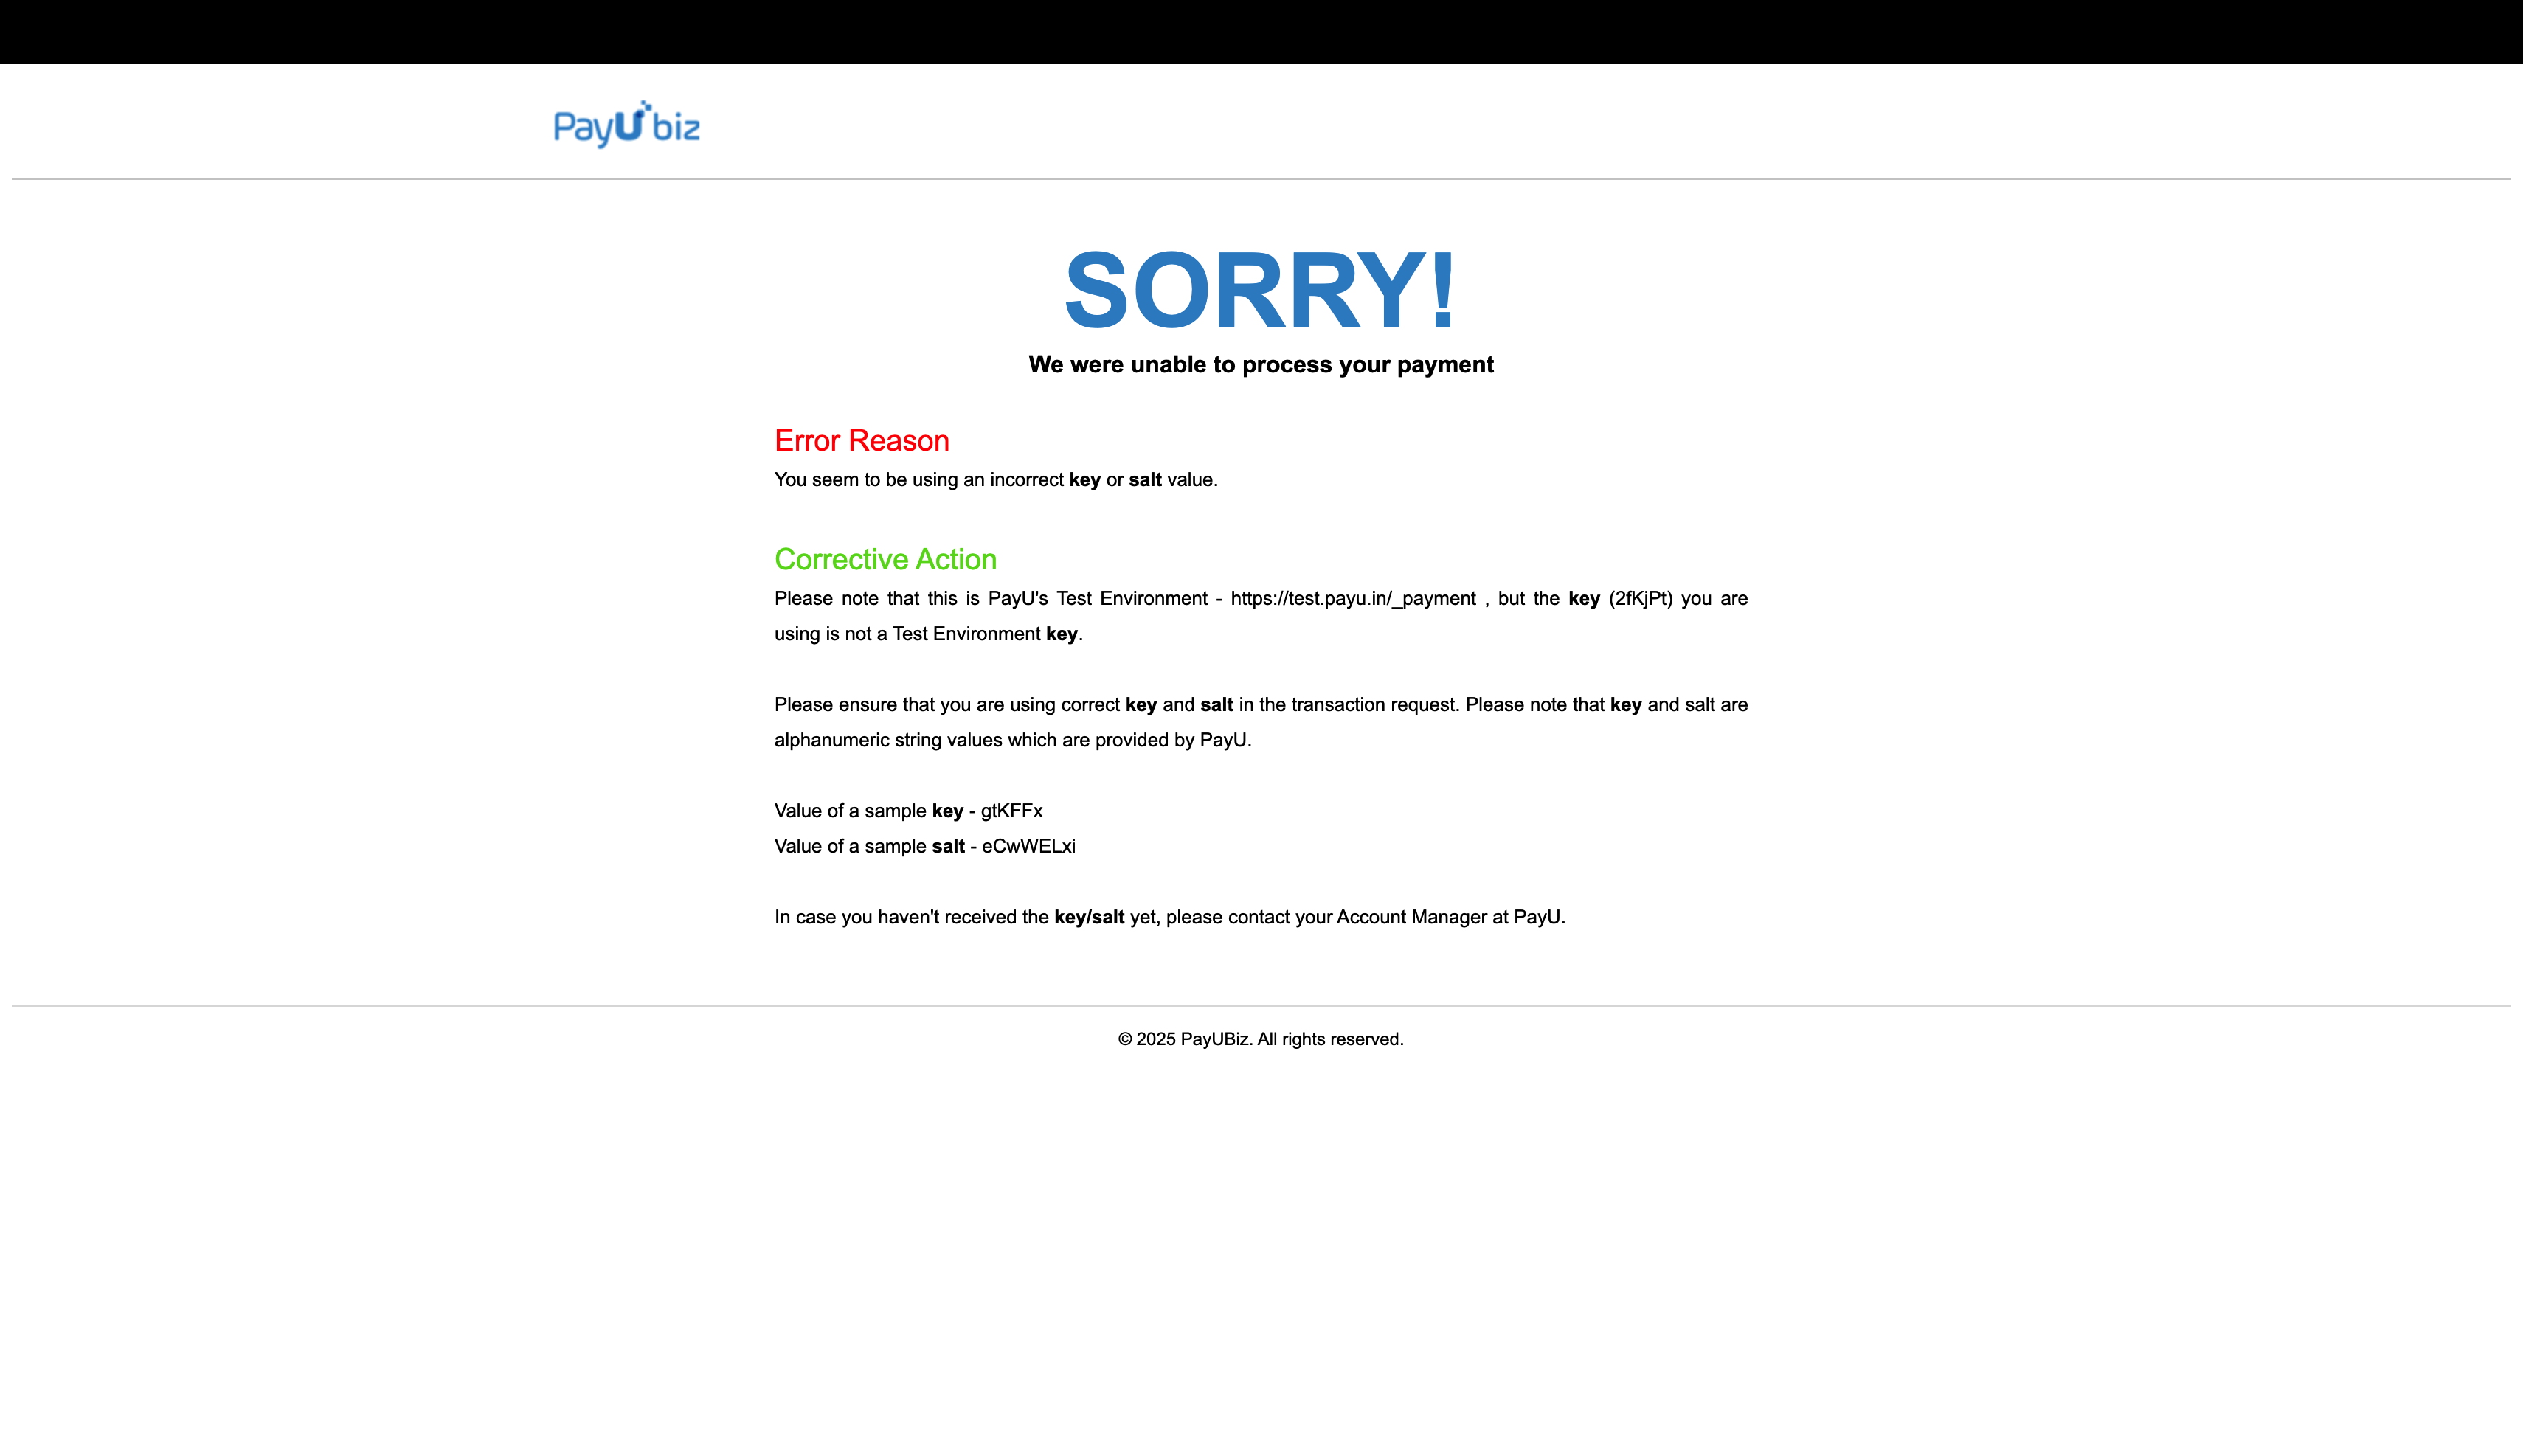 PayU biz
SORRY!
We were unable to process your payment
Error Reason
You seem to be using an incorrect key or salt value.
Corrective Action
Please note that this is PayU's Test Environment - https://test.payu.in/_payment , but the key (2fKjPt) you are
using is not a Test Environment key.
Please ensure that you are using correct key and salt in the transaction request. Please note that key and salt are
alphanumeric string values which are provided by PayU.
Value of a sample key - gtKFFx
Value of a sample salt - eCwWELxi
In case you haven't received the key/salt yet, please contact your Account Manager at PayU.
© 2025 PayUBiz. All rights reserved.